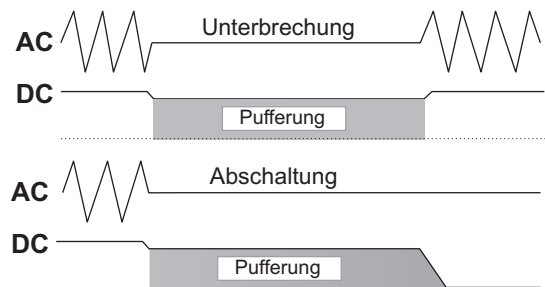 Unterbrechung
AC
DC
Pufferung
Abschaltung
AC
DC
Pufferung